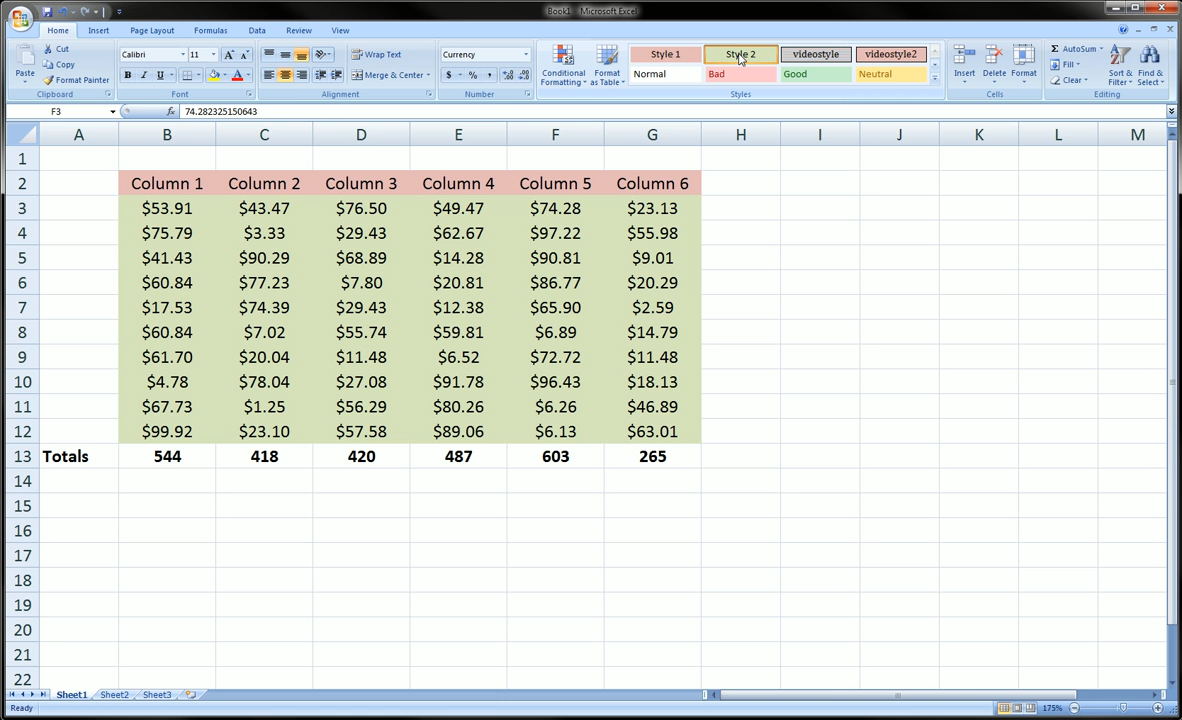 Book1 - Microsoft Excel
Home Insert Page Layout Formulas Data Review View
Cut
Copy
Format Painter
Paste
Clipboard
Calibri 11
B I U
Font
Wrap Text
Merge & Center
Alignment
Currency
$ % ,
Number
Conditional Formatting
Format as Table
Style 1 Style 2 videostyle videostyle2
Normal Bad Good Neutral
Styles
Insert Delete Format
Cells
AutoSum
Fill
Clear
Sort & Filter
Find & Select
Editing
F3 fx 74.282325150643
A B C D E F G H I J K L M
1
2 Column 1 Column 2 Column 3 Column 4 Column 5 Column 6
3 $53.91 $43.47 $76.50 $49.47 $74.28 $23.13
4 $75.79 $3.33 $29.43 $62.67 $97.22 $55.98
5 $41.43 $90.29 $68.89 $14.28 $90.81 $9.01
6 $60.84 $77.23 $7.80 $20.81 $86.77 $20.29
7 $17.53 $74.39 $29.43 $12.38 $65.90 $2.59
8 $60.84 $7.02 $55.74 $59.81 $6.89 $14.79
9 $61.70 $20.04 $11.48 $6.52 $72.72 $11.48
10 $4.78 $78.04 $27.08 $91.78 $96.43 $18.13
11 $67.73 $1.25 $56.29 $80.26 $6.26 $46.89
12 $99.92 $23.10 $57.58 $89.06 $6.13 $63.01
13 Totals 544 418 420 487 603 265
14
15
16
17
18
19
20
21
22
Sheet1 Sheet2 Sheet3
Ready 175%